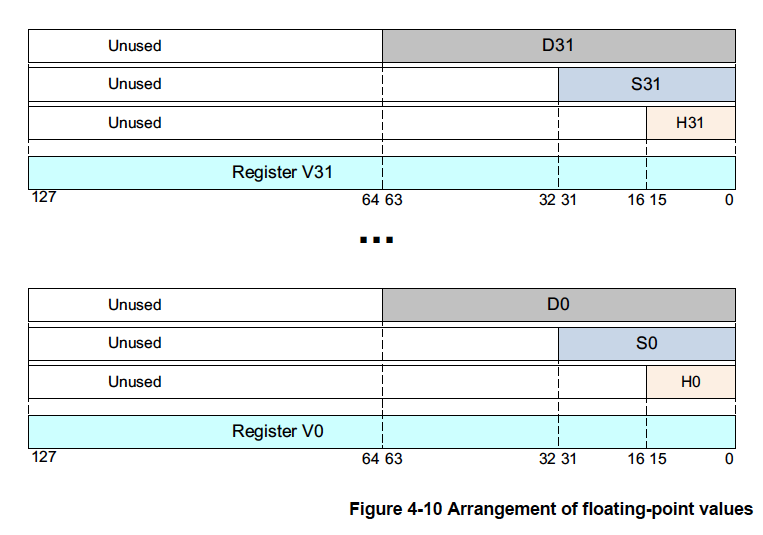 Unused D31
Unused S31
Unused H31
Register V31
127 64 63 32 31 16 15 0
...
Unused D0
Unused S0
Unused H0
Register V0
127 64 63 32 31 16 15 0
Figure 4-10 Arrangement of floating-point values